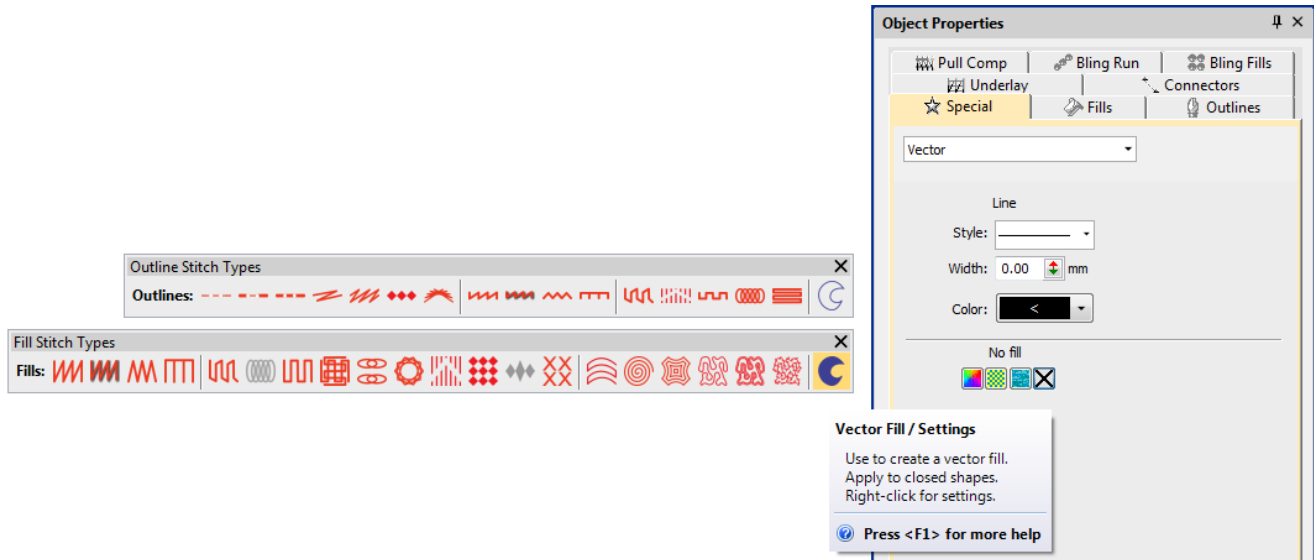 Object Properties
Pull Comp
Bling Run
Bling Fills
Underlay
Connectors
Special
Fills
Outlines
Vector
Line
Style:
Width: 0.00 mm
Color: <
No fill
Outline Stitch Types
Outlines:
Fill Stitch Types
Fills:
Vector Fill / Settings
Use to create a vector fill.
Apply to closed shapes.
Right-click for settings.
Press <F1> for more help